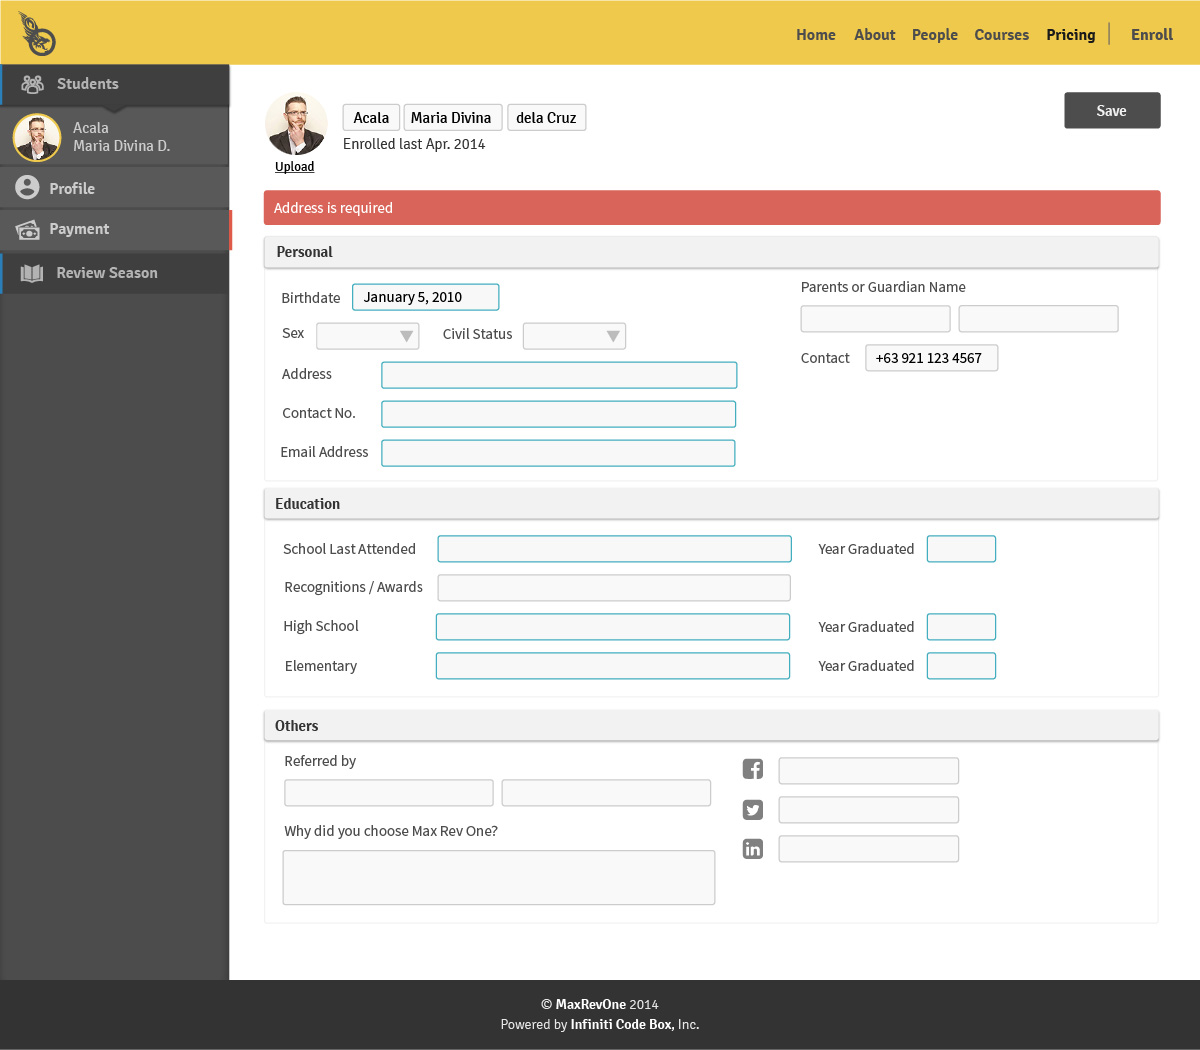 Home About People Courses Pricing Enroll
Students
Acala
Maria Divina D.
Profile
Payment
Review Season
Acala Maria Divina dela Cruz
Enrolled last Apr. 2014
Upload
Save
Address is required
Personal
Birthdate January 5, 2010
Sex Civil Status
Address
Contact No.
Email Address
Parents or Guardian Name
Contact +63 921 123 4567
Education
School Last Attended Year Graduated
Recognitions / Awards
High School Year Graduated
Elementary Year Graduated
Others
Referred by
Why did you choose Max Rev One?
© MaxRevOne 2014
Powered by Infiniti Code Box, Inc.